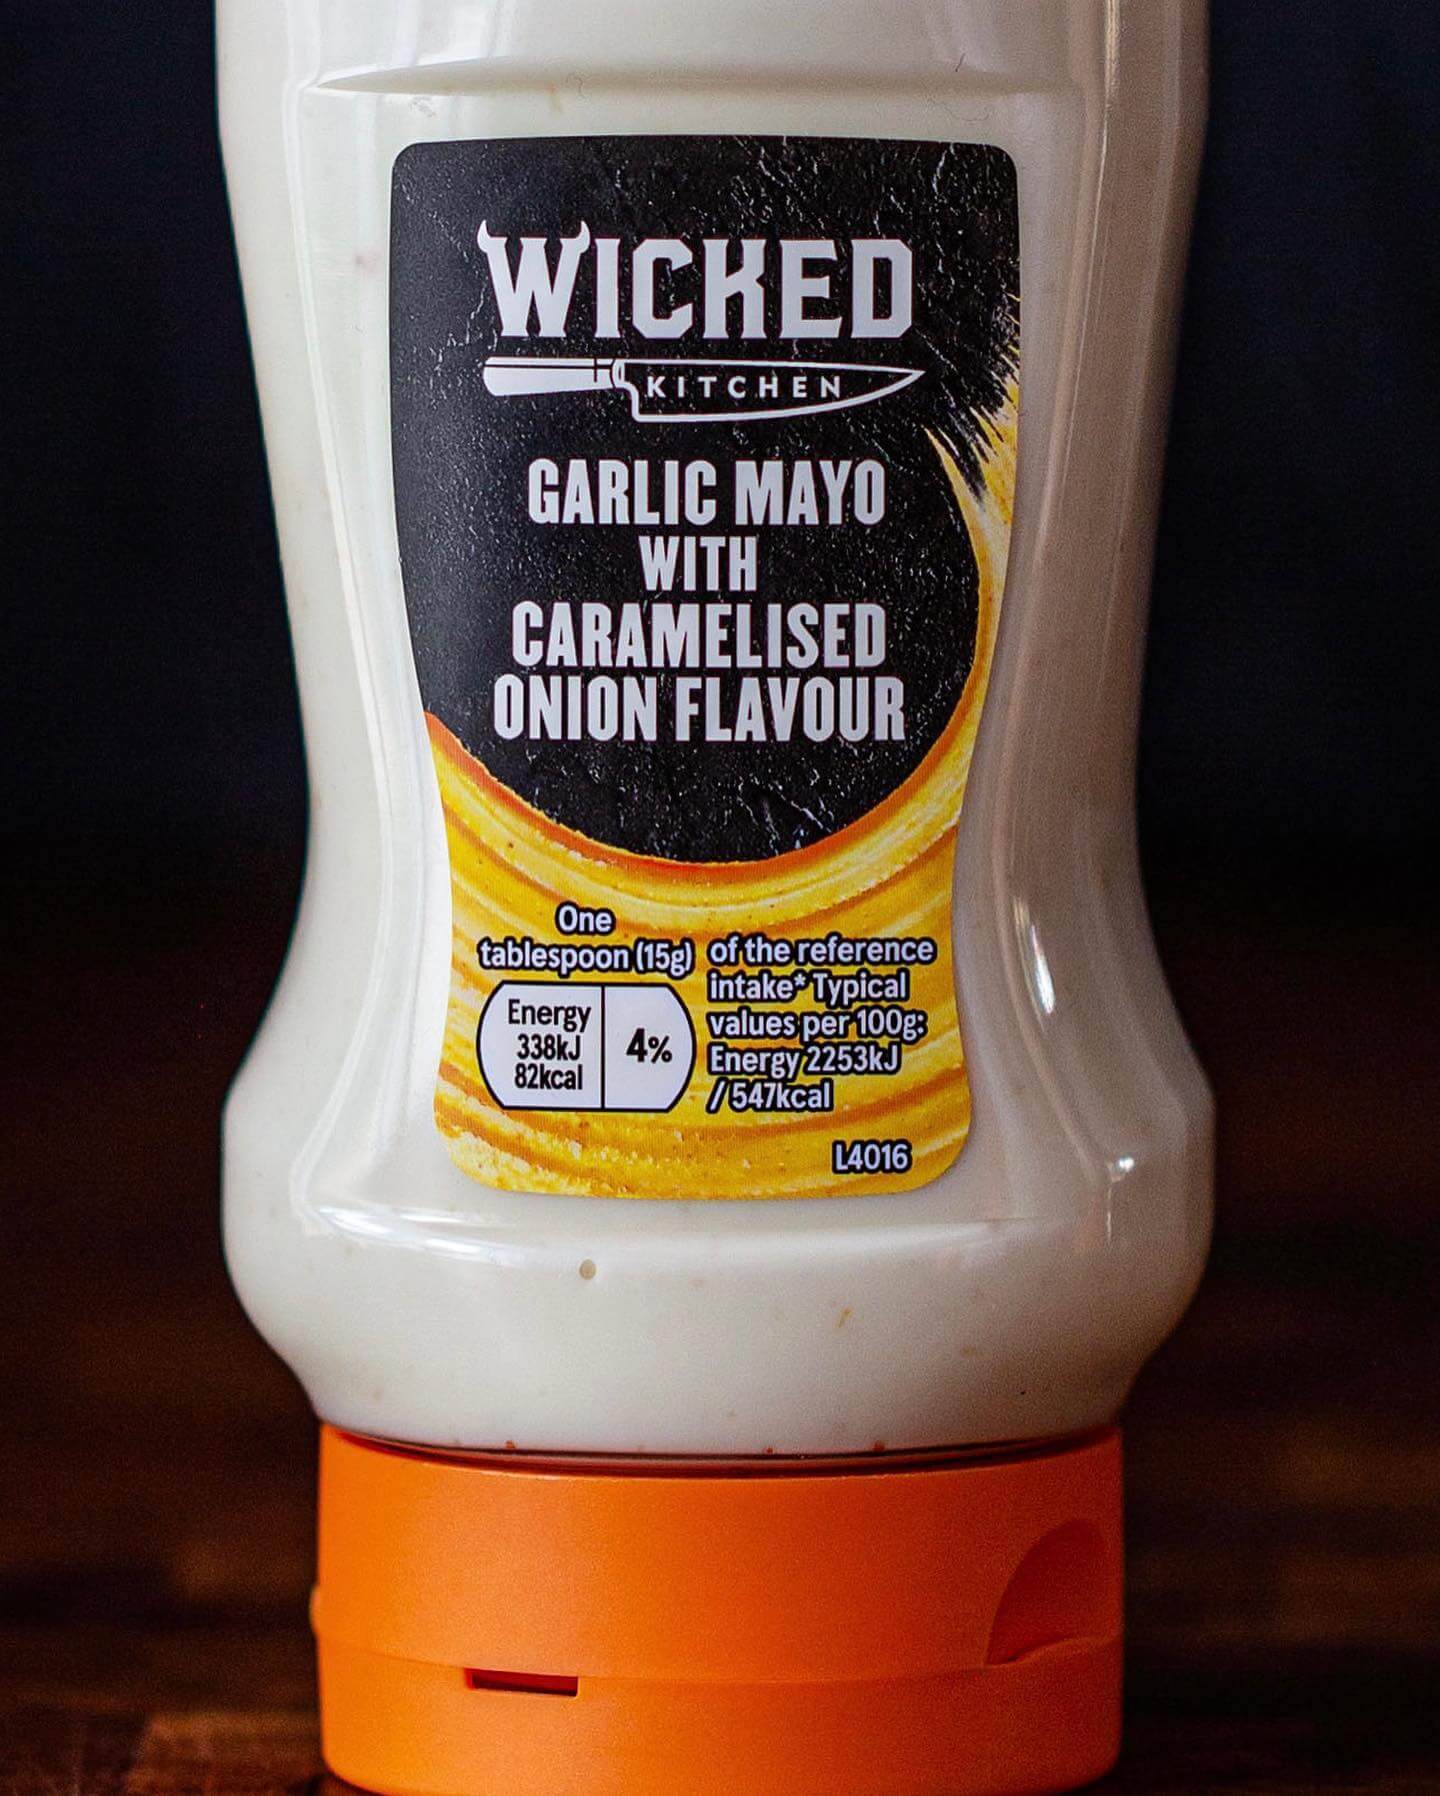 WICKED
KITCHEN
GARLIC MAYO
WITH
CARAMELISED
ONION FLAVOUR
One
tablespoon (15g)
Energy
338kJ
82kcal
4%
of the reference
intake* Typical
values per 100g:
Energy 2253kJ
/ 547kcal
L4016